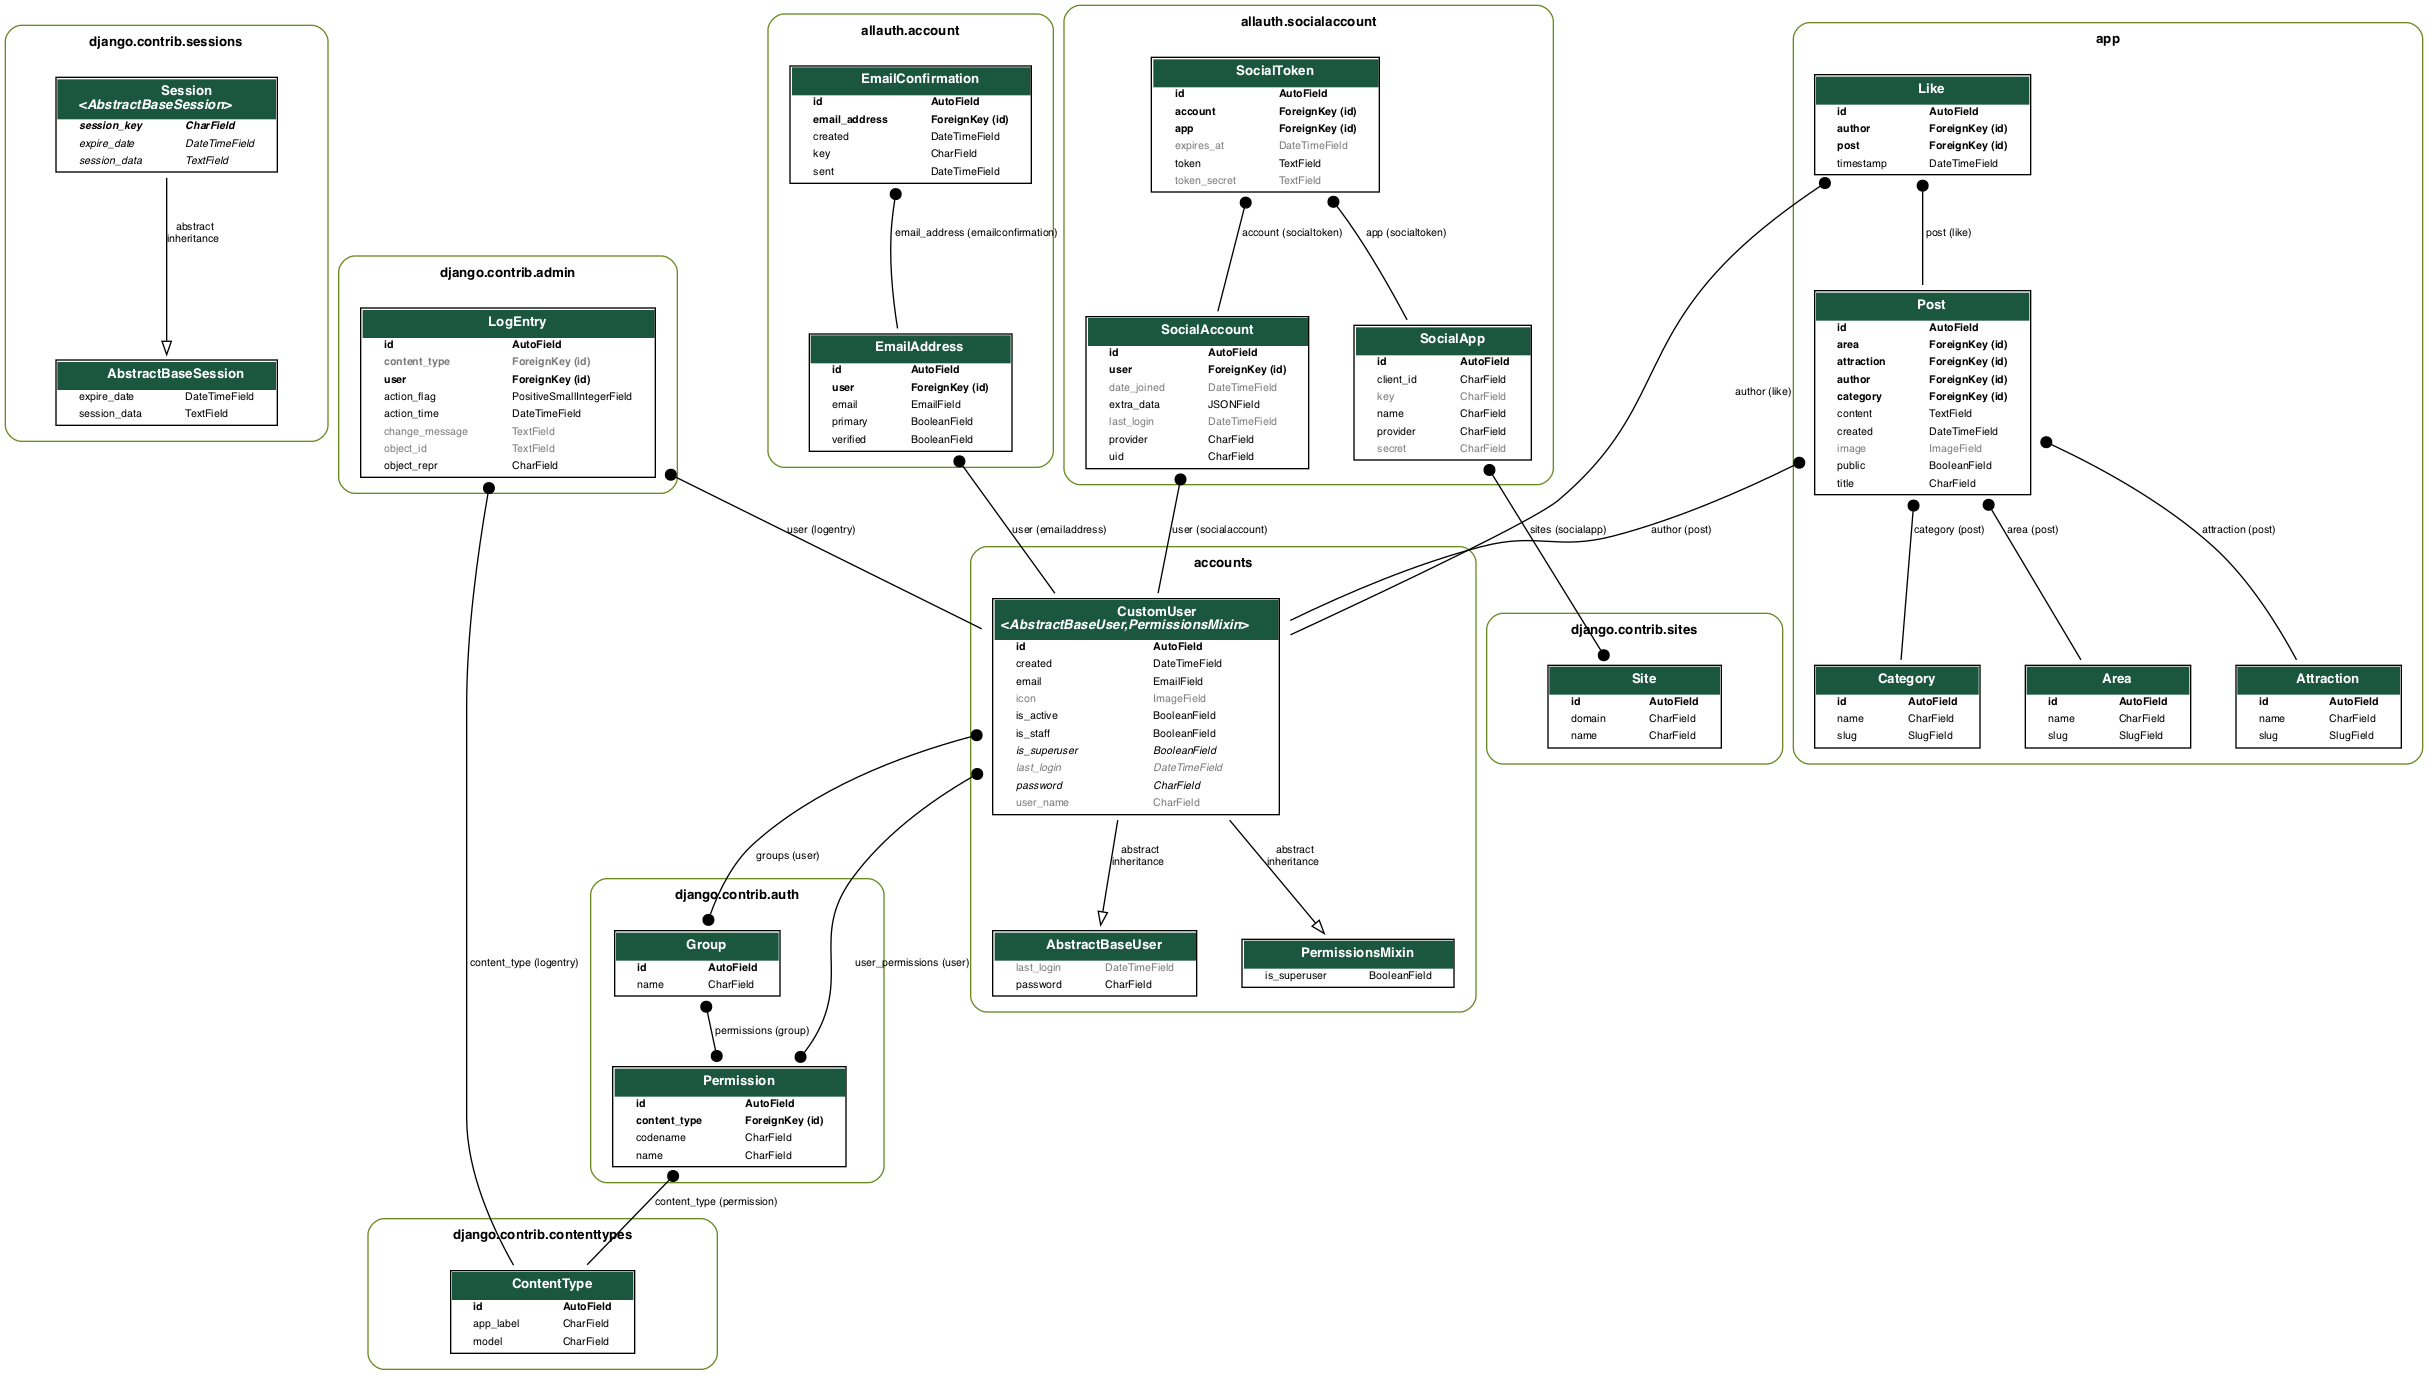 django.contrib.sessions
Session
<AbstractBaseSession>
session_key CharField
expire_date DateTimeField
session_data TextField
abstract
inheritance
AbstractBaseSession
expire_date DateTimeField
session_data TextField
django.contrib.admin
LogEntry
id AutoField
content_type ForeignKey (id)
user ForeignKey (id)
action_flag PositiveSmallIntegerField
action_time DateTimeField
change_message TextField
object_id TextField
object_repr CharField
allauth.account
EmailConfirmation
id AutoField
email_address ForeignKey (id)
created DateTimeField
key CharField
sent DateTimeField
email_address (emailconfirmation)
EmailAddress
id AutoField
user ForeignKey (id)
email EmailField
primary BooleanField
verified BooleanField
allauth.socialaccount
SocialToken
id AutoField
account ForeignKey (id)
app ForeignKey (id)
expires_at DateTimeField
token TextField
token_secret TextField
account (socialtoken)
app (socialtoken)
SocialAccount
id AutoField
user ForeignKey (id)
date_joined DateTimeField
extra_data JSONField
last_login DateTimeField
provider CharField
uid CharField
SocialApp
id AutoField
client_id CharField
key CharField
name CharField
provider CharField
secret CharField
app
Like
id AutoField
author ForeignKey (id)
post ForeignKey (id)
timestamp DateTimeField
post (like)
author (like)
Post
id AutoField
area ForeignKey (id)
attraction ForeignKey (id)
author ForeignKey (id)
category ForeignKey (id)
content TextField
created DateTimeField
image ImageField
public BooleanField
title CharField
user (logentry)
user (emailaddress)
user (socialaccount)
sites (socialapp)
author (post)
category (post)
area (post)
attraction (post)
Category
id AutoField
name CharField
slug SlugField
Area
id AutoField
name CharField
slug SlugField
Attraction
id AutoField
name CharField
slug SlugField
django.contrib.sites
Site
id AutoField
domain CharField
name CharField
accounts
CustomUser
<AbstractBaseUser,PermissionsMixin>
id AutoField
created DateTimeField
email EmailField
icon ImageField
is_active BooleanField
is_staff BooleanField
is_superuser BooleanField
last_login DateTimeField
password CharField
user_name CharField
abstract
inheritance
abstract
inheritance
AbstractBaseUser
last_login DateTimeField
password CharField
PermissionsMixin
is_superuser BooleanField
groups (user)
user_permissions (user)
content_type (logentry)
django.contrib.auth
Group
id AutoField
name CharField
permissions (group)
Permission
id AutoField
content_type ForeignKey (id)
codename CharField
name CharField
content_type (permission)
django.contrib.contenttypes
ContentType
id AutoField
app_label CharField
model CharField